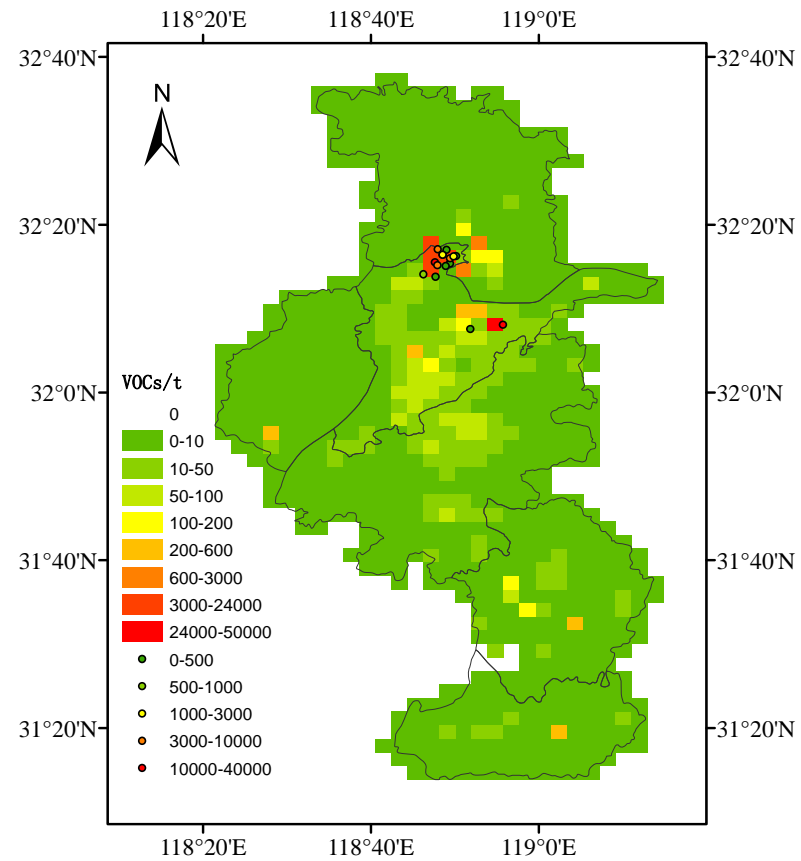 118°20'E 118°40'E 119°0'E
32°40'N 32°40'N
N
32°20'N 32°20'N
32°0'N 32°0'N
VOCs/t
0
0-10
10-50
50-100
100-200
200-600
600-3000
3000-24000
24000-50000
0-500
500-1000
1000-3000
3000-10000
10000-40000
31°40'N 31°40'N
31°20'N 31°20'N
118°20'E 118°40'E 119°0'E